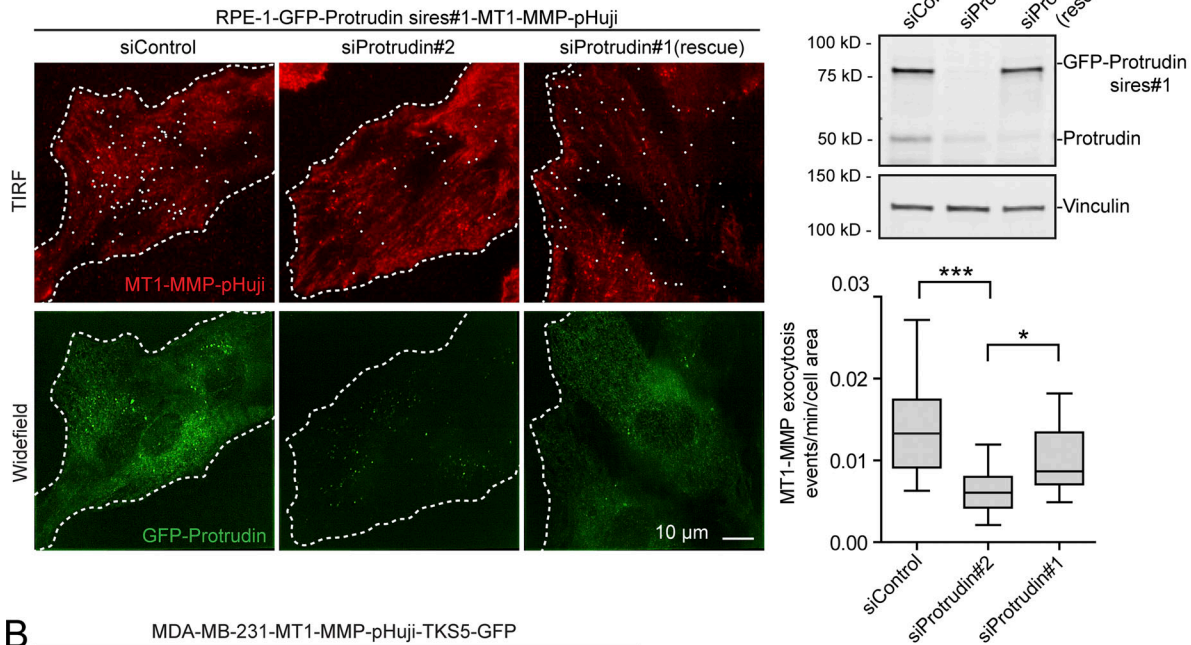 RPE-1-GFP-Protrudin sires#1-MT1-MMP-pHuji
siControl siProtrudin#2 siProtrudin#1(rescue)
TIRF
MT1-MMP-pHuji
Widefield
GFP-Protrudin
10 µm
(rescue)
100 kD -
75 kD -
50 kD -
-GFP-Protrudin
sires#1
-Protrudin
150 kD -
100 kD -
-Vinculin
MT1-MMP exocytosis
events/min/cell area
0.03
0.02
0.01
0.00
***
*
siControl
siProtrudin#2
siProtrudin#1
B
MDA-MB-231-MT1-MMP-pHuji-TKS5-GFP